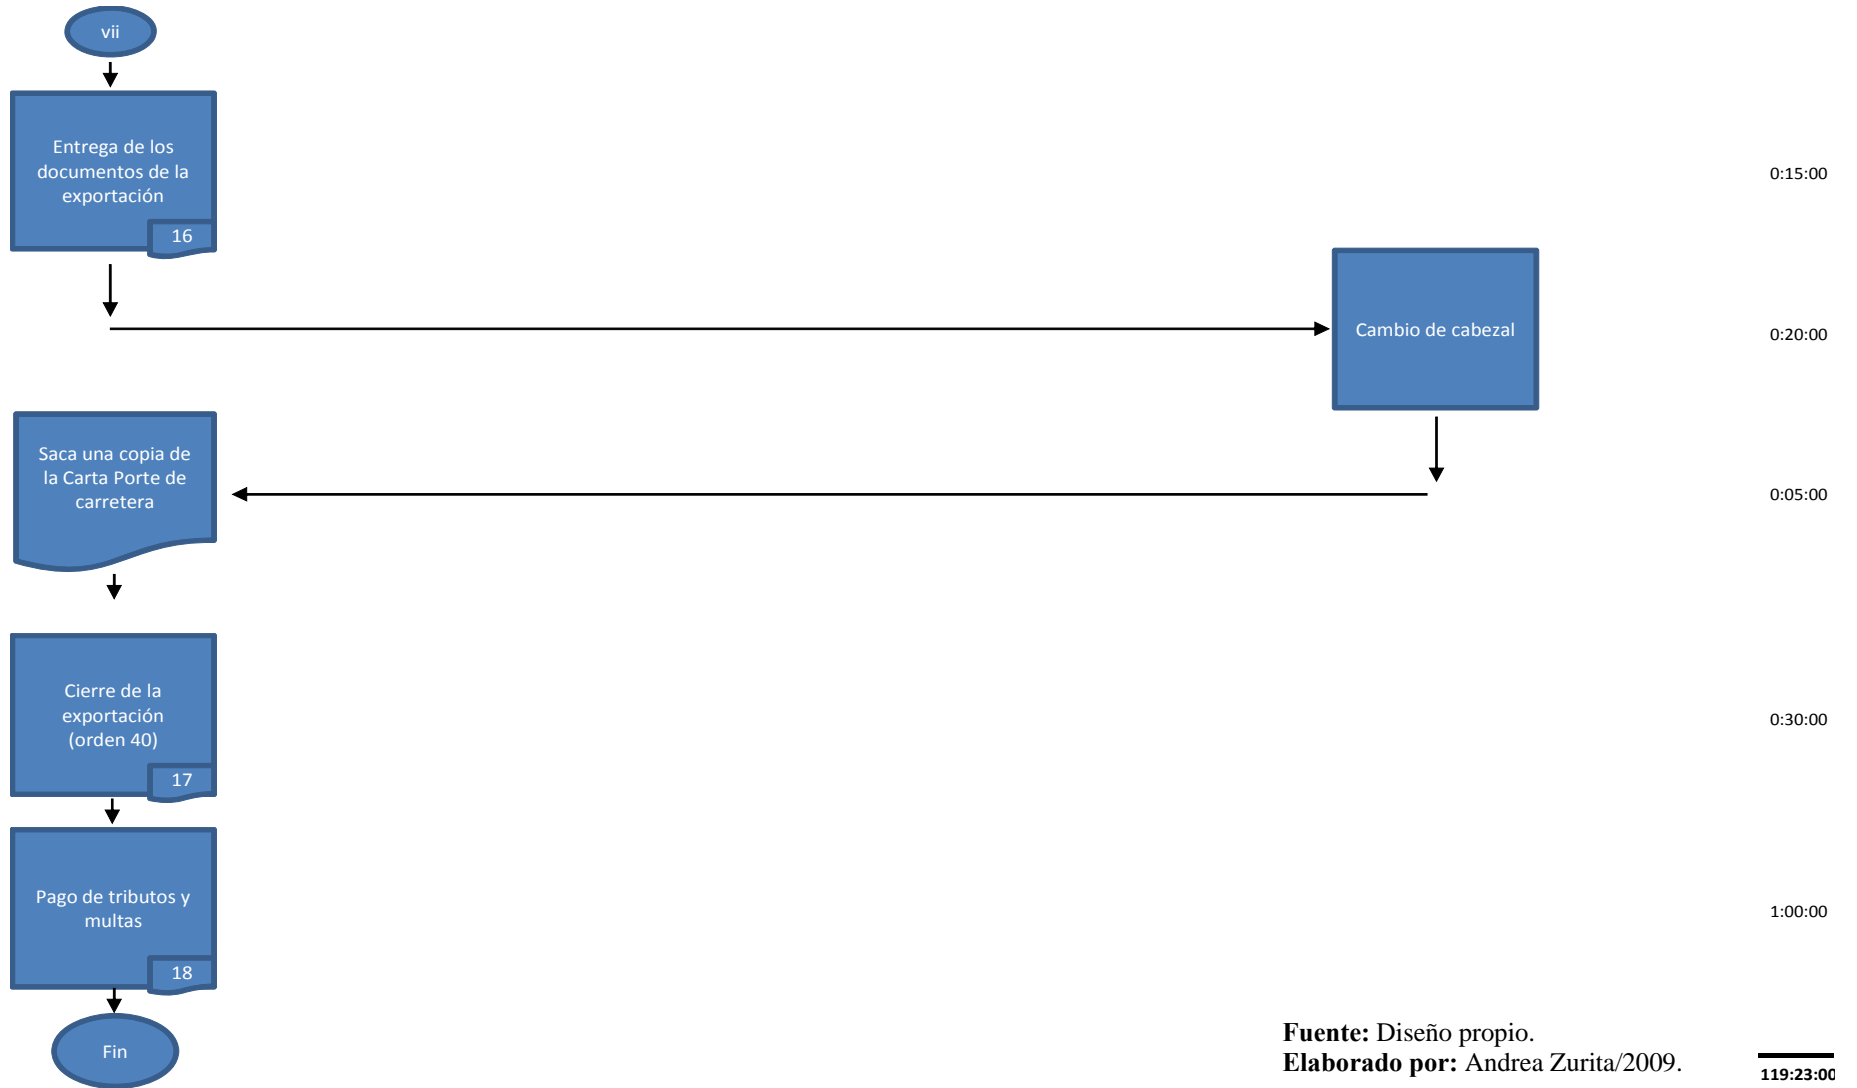 vii
Entrega de los
documentos de la
exportación
16
0:15:00
Cambio de cabezal
0:20:00
Saca una copia de
la Carta Porte de
carretera
0:05:00
Cierre de la
exportación
(orden 40)
17
0:30:00
Pago de tributos y
multas
18
1:00:00
Fin
Fuente: Diseño propio.
Elaborado por: Andrea Zurita/2009.
119:23:00